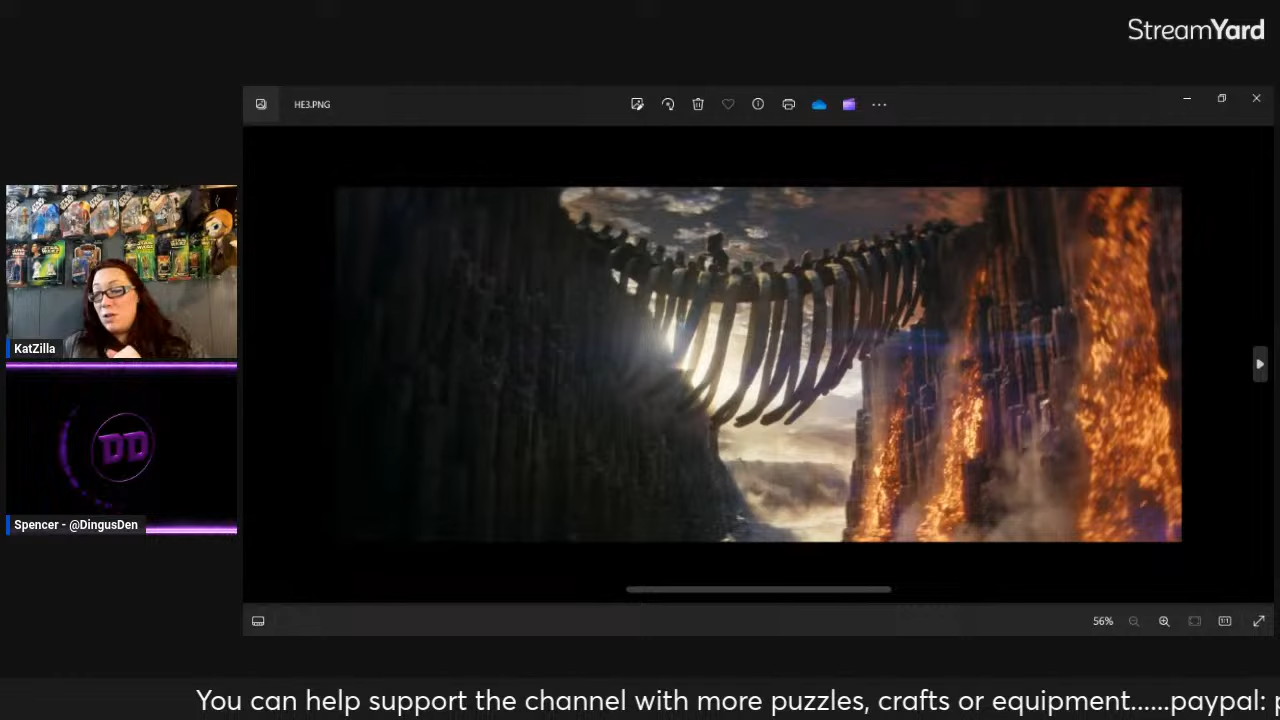 StreamYard
HE3.PNG
KatZilla
DD
Spencer - @DingusDen
56%
You can help support the channel with more puzzles, crafts or equipment......paypal: